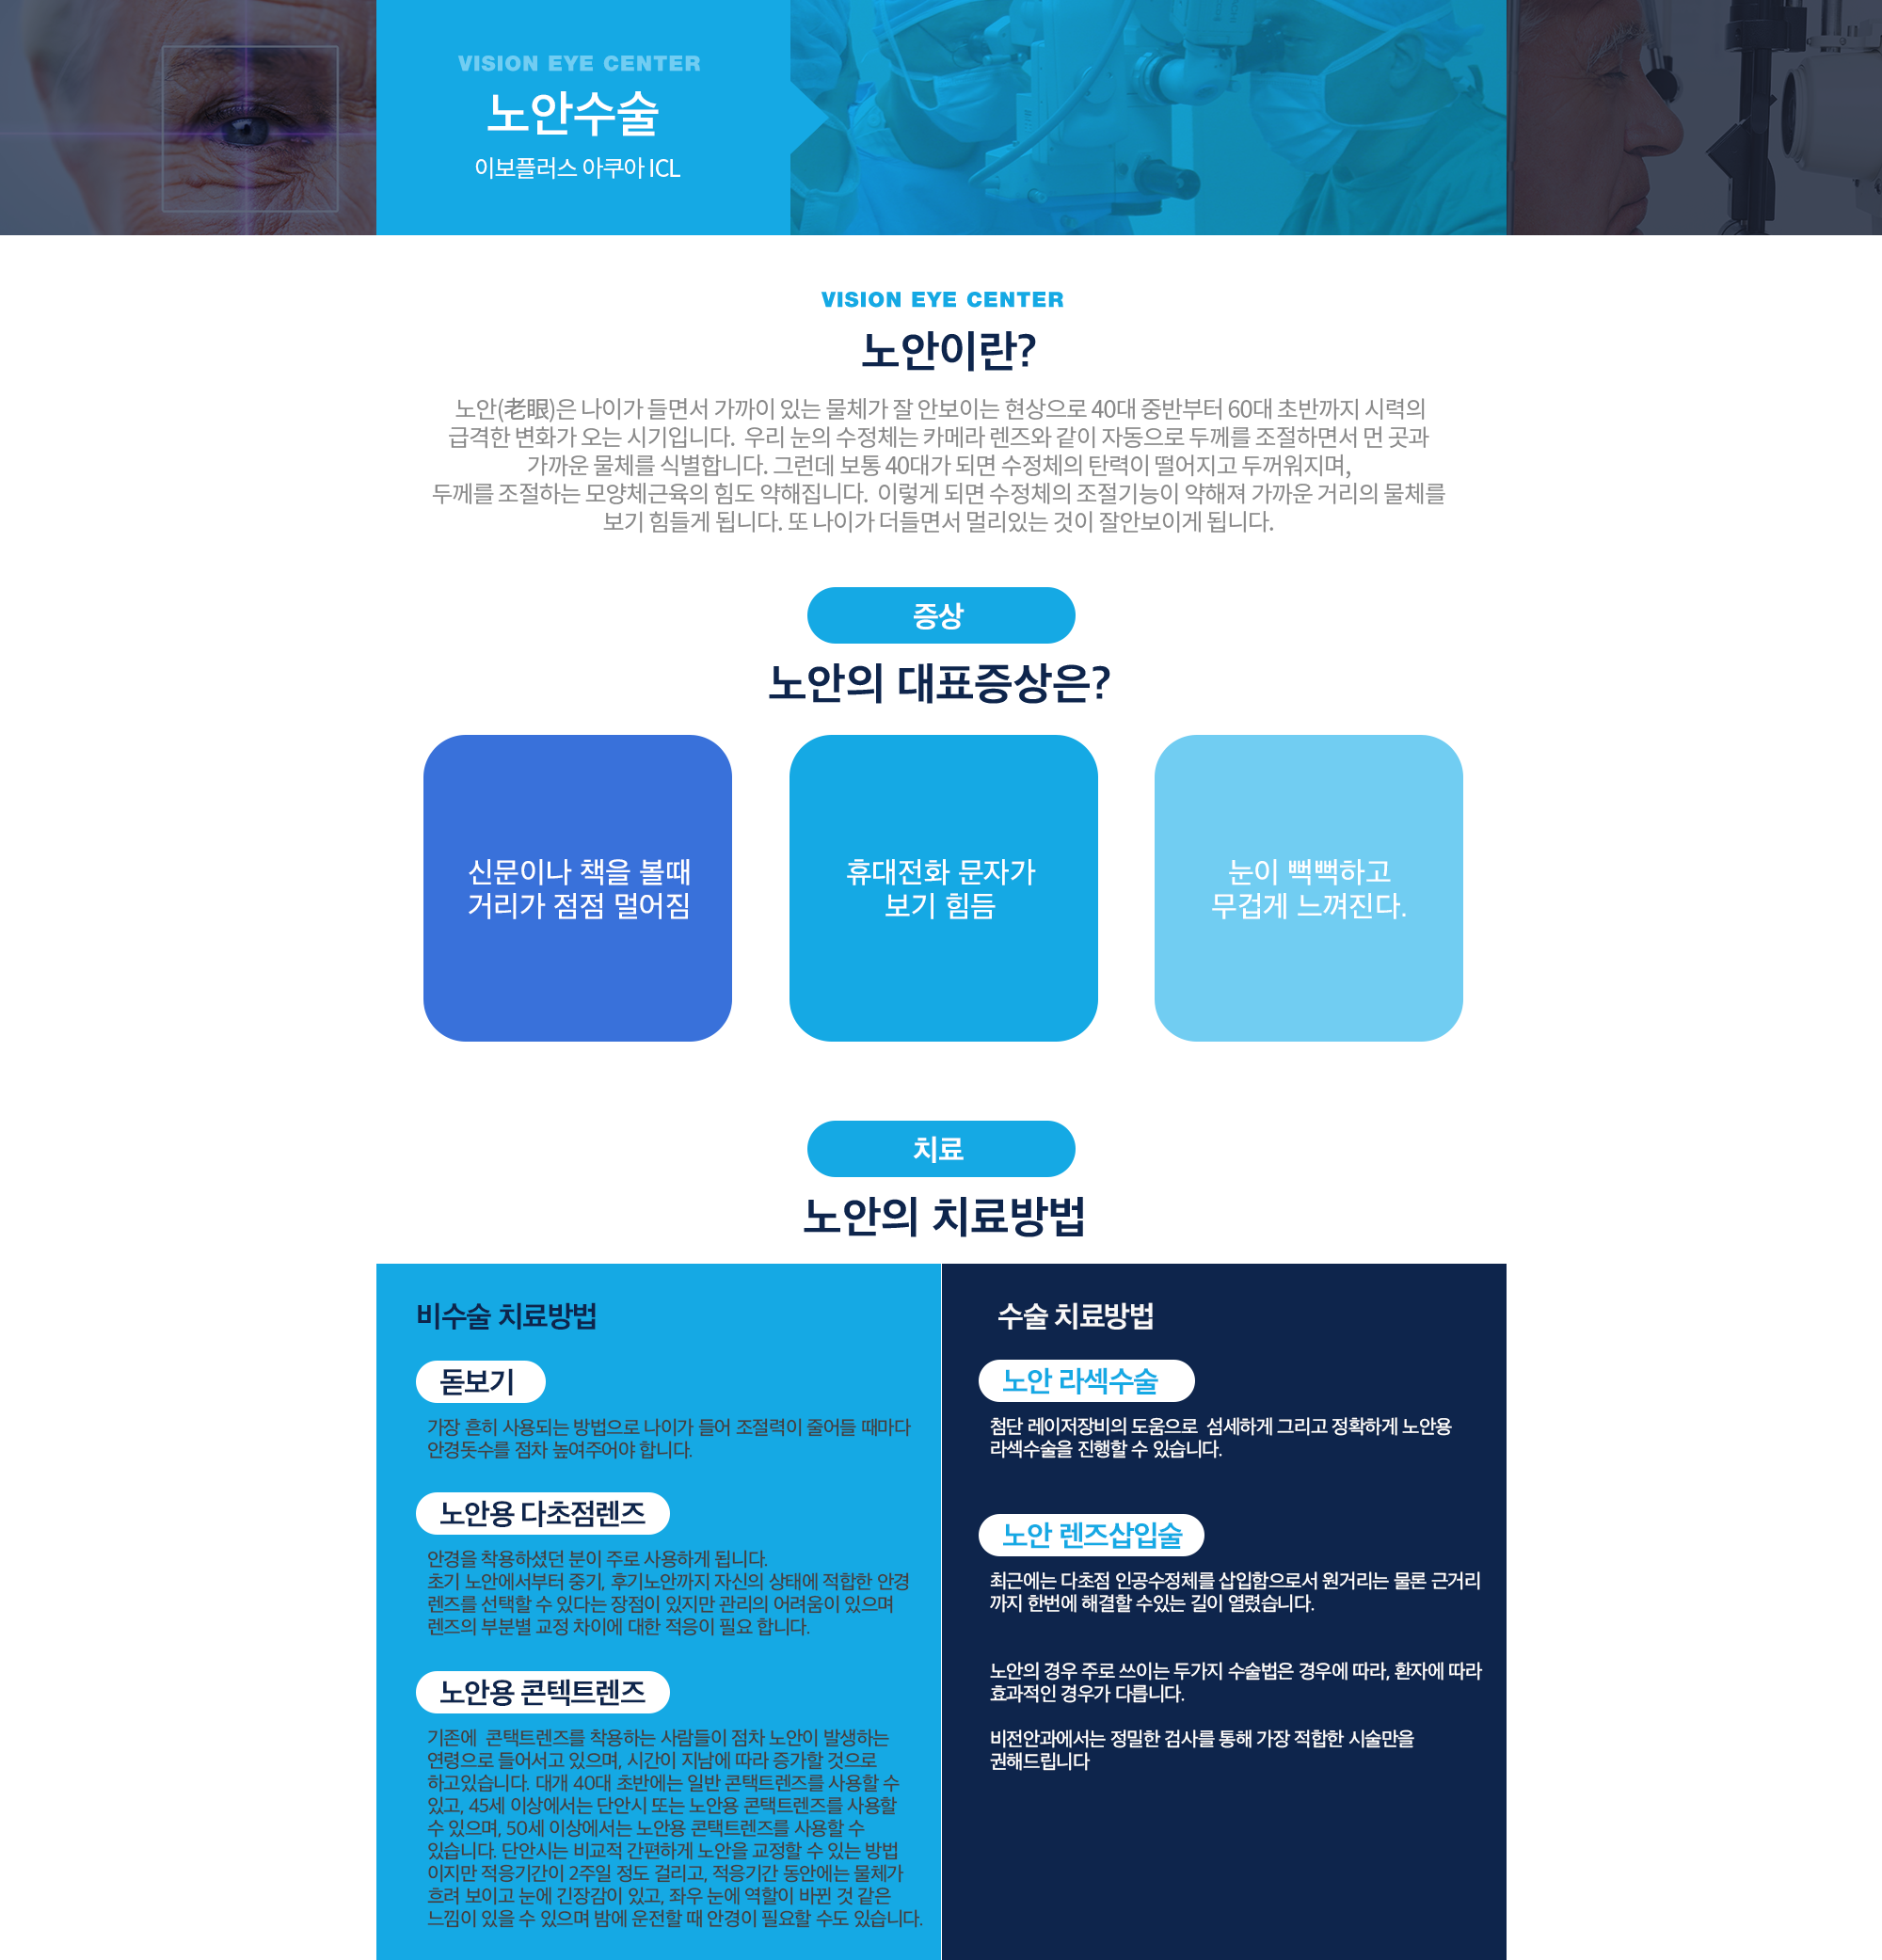 VISION EYE CENTER
노안수술
이보플러스 아쿠아 ICL
VISION EYE CENTER
노안이란?
노안(老眼)은 나이가 들면서 가까이 있는 물체가 잘 안보이는 현상으로 40대 중반부터 60대 초반까지 시력의
급격한 변화가 오는 시기입니다. 우리 눈의 수정체는 카메라 렌즈와 같이 자동으로 두께를 조절하면서 먼 곳과
가까운 물체를 식별합니다. 그런데 보통 40대가 되면 수정체의 탄력이 떨어지고 두꺼워지며,
두께를 조절하는 모양체근육의 힘도 약해집니다. 이렇게 되면 수정체의 조절기능이 약해져 가까운 거리의 물체를
보기 힘들게 됩니다. 또 나이가 더들면서 멀리있는 것이 잘안보이게 됩니다.
증상
노안의 대표증상은?
신문이나 책을 볼때
거리가 점점 멀어짐
휴대전화 문자가
보기 힘듬
눈이 뻑뻑하고
무겁게 느껴진다.
치료
노안의 치료방법
비수술 치료방법
돋보기
가장 흔히 사용되는 방법으로 나이가 들어 조절력이 줄어들 때마다
안경돗수를 점차 높여주어야 합니다.
노안용 다초점렌즈
안경을 착용하셨던 분이 주로 사용하게 됩니다.
초기 노안에서부터 중기, 후기노안까지 자신의 상태에 적합한 안경
렌즈를 선택할 수 있다는 장점이 있지만 관리의 어려움이 있으며
렌즈의 부분별 교정 차이에 대한 적응이 필요 합니다.
노안용 콘텍트렌즈
기존에 콘택트렌즈를 착용하는 사람들이 점차 노안이 발생하는
연령으로 들어서고 있으며, 시간이 지남에 따라 증가할 것으로
하고있습니다. 대개 40대 초반에는 일반 콘택트렌즈를 사용할 수
있고, 45세 이상에서는 단안시 또는 노안용 콘택트렌즈를 사용할
수 있으며, 50세 이상에서는 노안용 콘택트렌즈를 사용할 수
있습니다. 단안시는 비교적 간편하게 노안을 교정할 수 있는 방법
이지만 적응기간이 2주일 정도 걸리고, 적응기간 동안에는 물체가
흐려 보이고 눈에 긴장감이 있고, 좌우 눈에 역할이 바뀐 것 같은
느낌이 있을 수 있으며 밤에 운전할 때 안경이 필요할 수도 있습니다.
수술 치료방법
노안 라섹수술
첨단 레이저장비의 도움으로 섬세하게 그리고 정확하게 노안용
라섹수술을 진행할 수 있습니다.
노안 렌즈삽입술
최근에는 다초점 인공수정체를 삽입함으로서 원거리는 물론 근거리
까지 한번에 해결할 수있는 길이 열렸습니다.
노안의 경우 주로 쓰이는 두가지 수술법은 경우에 따라, 환자에 따라
효과적인 경우가 다릅니다.
비전안과에서는 정밀한 검사를 통해 가장 적합한 시술만을
권해드립니다